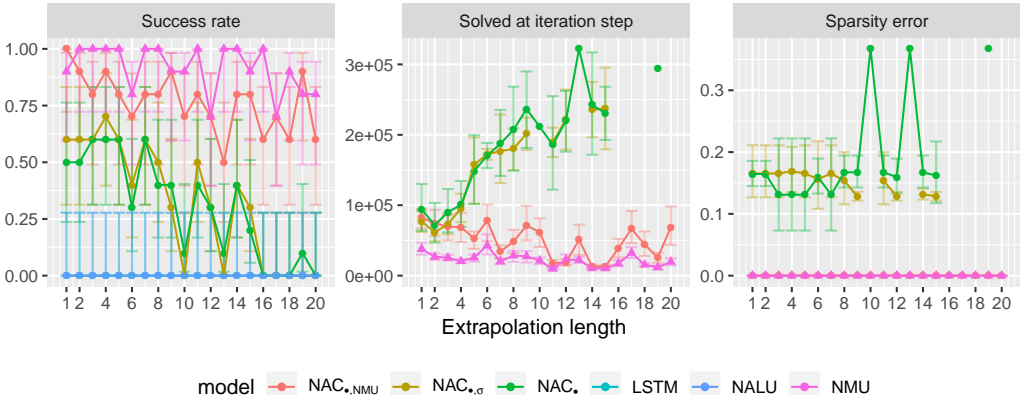 Success rate
Solved at iteration step
Sparsity error
1.00
0.75
0.50
0.25
0.00
3e+05
2e+05
1e+05
0e+00
0.3
0.2
0.1
0.0
1 2 4 6 8 10 12 14 16 18 20
1 2 4 6 8 10 12 14 16 18 20
1 2 4 6 8 10 12 14 16 18 20
Extrapolation length
model NAC•,NMU NAC•,σ NAC• LSTM NALU NMU